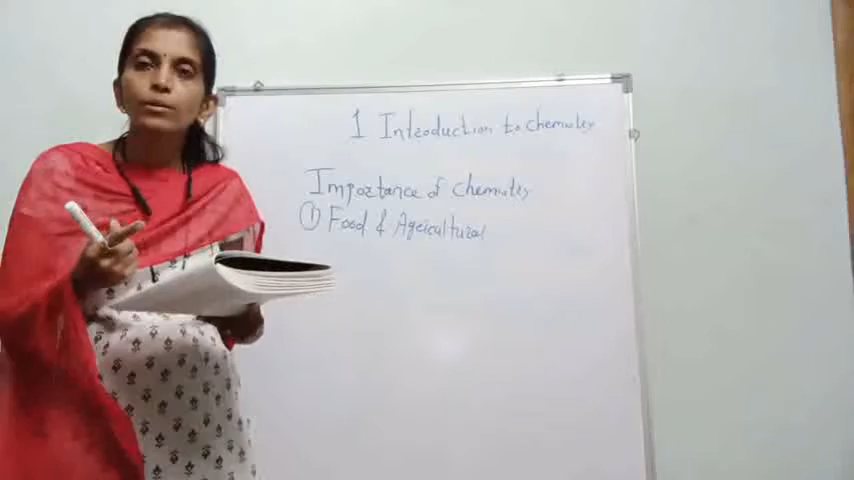 1 Introduction to chemistry
Importance of chemistry
① Food & Agricultural